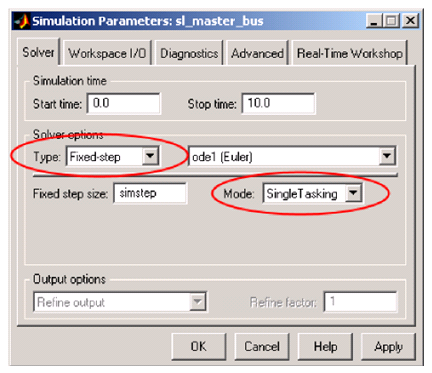 Simulation Parameters: sl_master_bus
Solver Workspace I/O Diagnostics Advanced Real-Time Workshop
Simulation time
Start time: 0.0 Stop time: 10.0
Solver options
Type: Fixed-step ode1 (Euler)
Fixed step size: simstep Mode: SingleTasking
Output options
Refine output Refine factor: 1
OK Cancel Help Apply